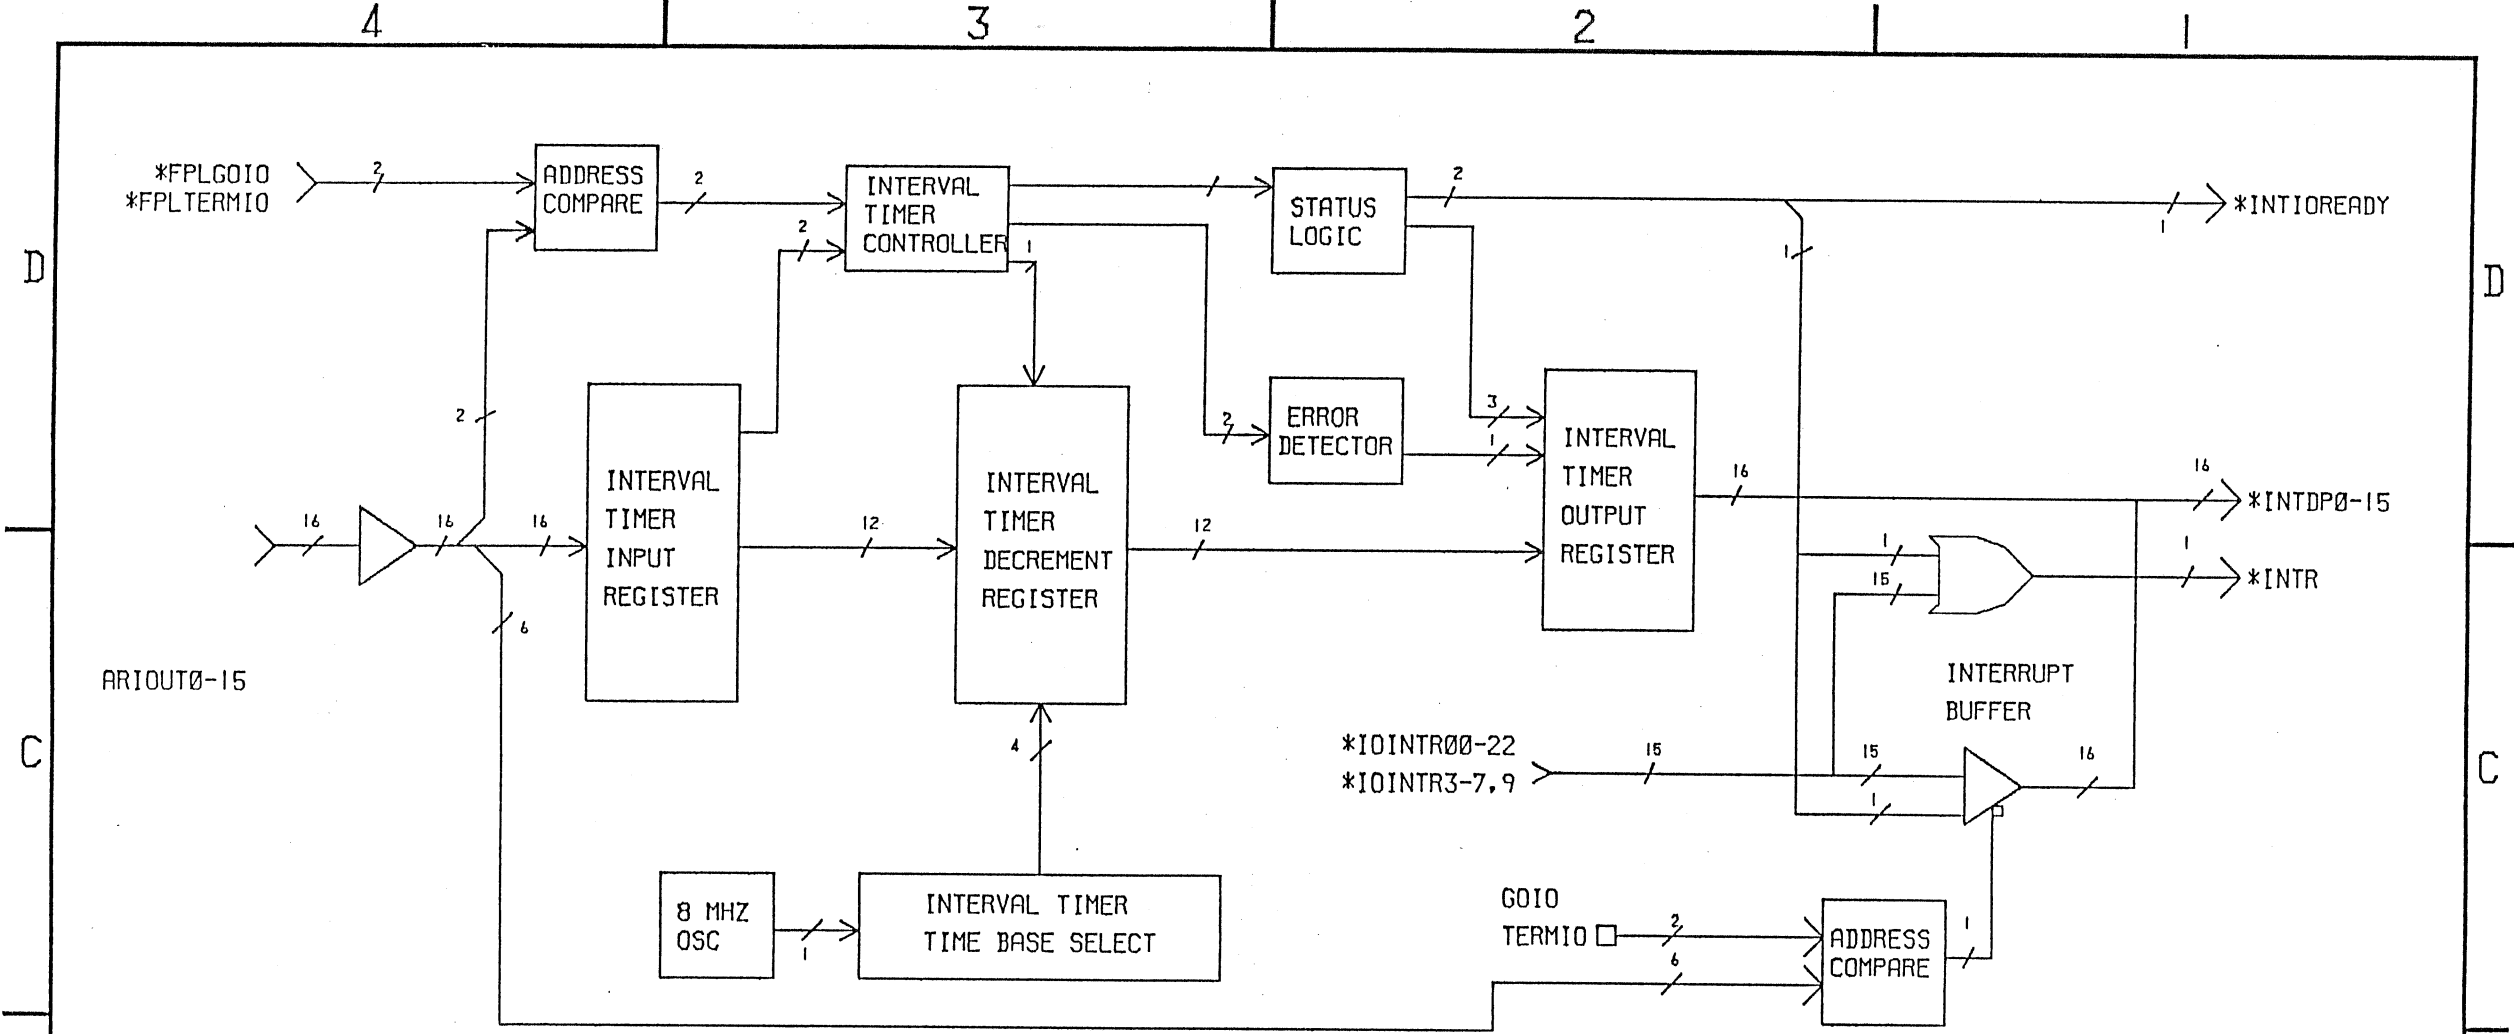 4 3 2 1
*FPLGOIO
*FPLTERMIO
2
ADDRESS
COMPARE
2
INTERVAL
TIMER
CONTROLLER
2
1
STATUS
LOGIC
2
1
*INTIOREADY
1
D
D
2
16
16
16
6
ARIOUT0-15
INTERVAL
TIMER
INPUT
REGISTER
12
INTERVAL
TIMER
DECREMENT
REGISTER
12
2
ERROR
DETECTOR
3
1
INTERVAL
TIMER
OUTPUT
REGISTER
16
16
*INTDP0-15
1
15
1
*INTR
INTERRUPT
BUFFER
C
C
4
*IOINTR00-22
*IOINTR3-7,9
15
15
1
16
8 MHZ
OSC
1
INTERVAL TIMER
TIME BASE SELECT
GOIO
TERMIO
2
6
ADDRESS
COMPARE
1